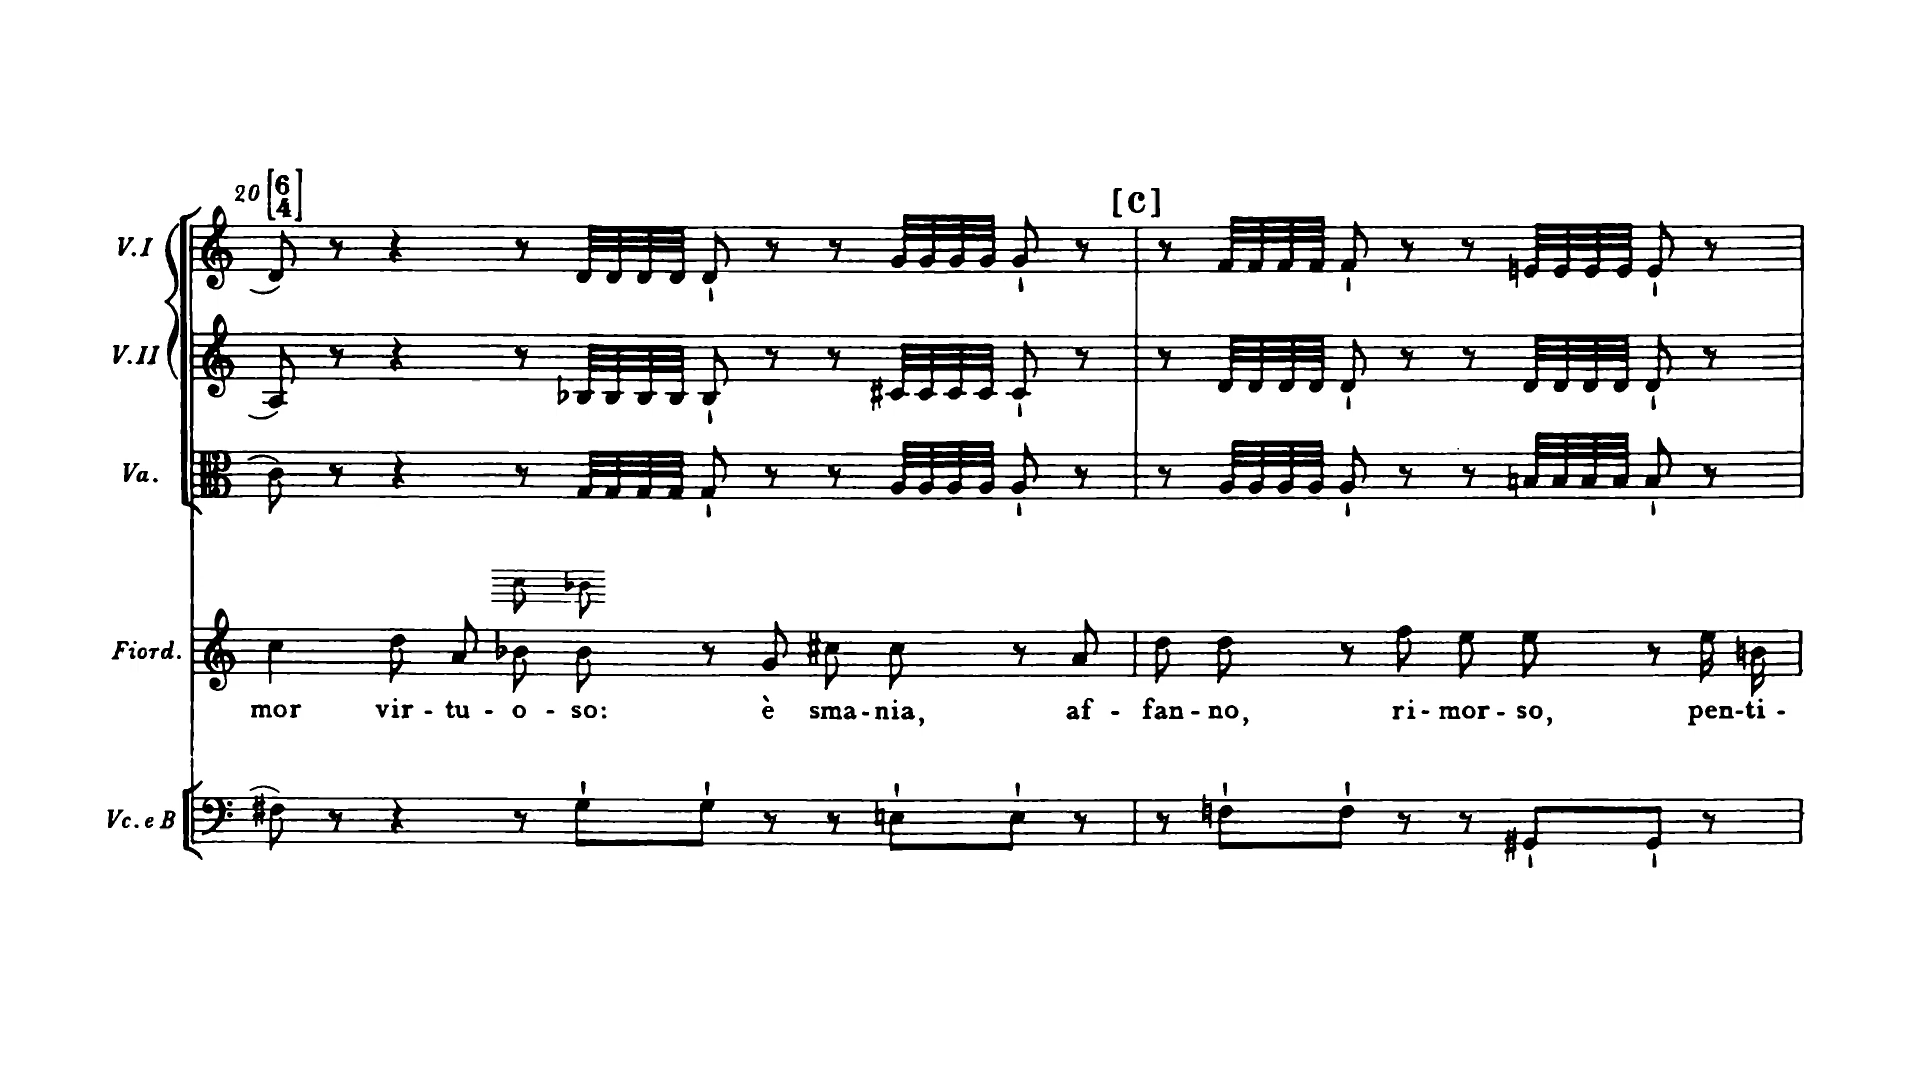 20 [6/4] [C]
V.I
V.II
Va.
Fiord.
mor vir - tu - o - so: è sma - nia, af - fan - no, ri - mor - so, pen - ti -
Vc. e B